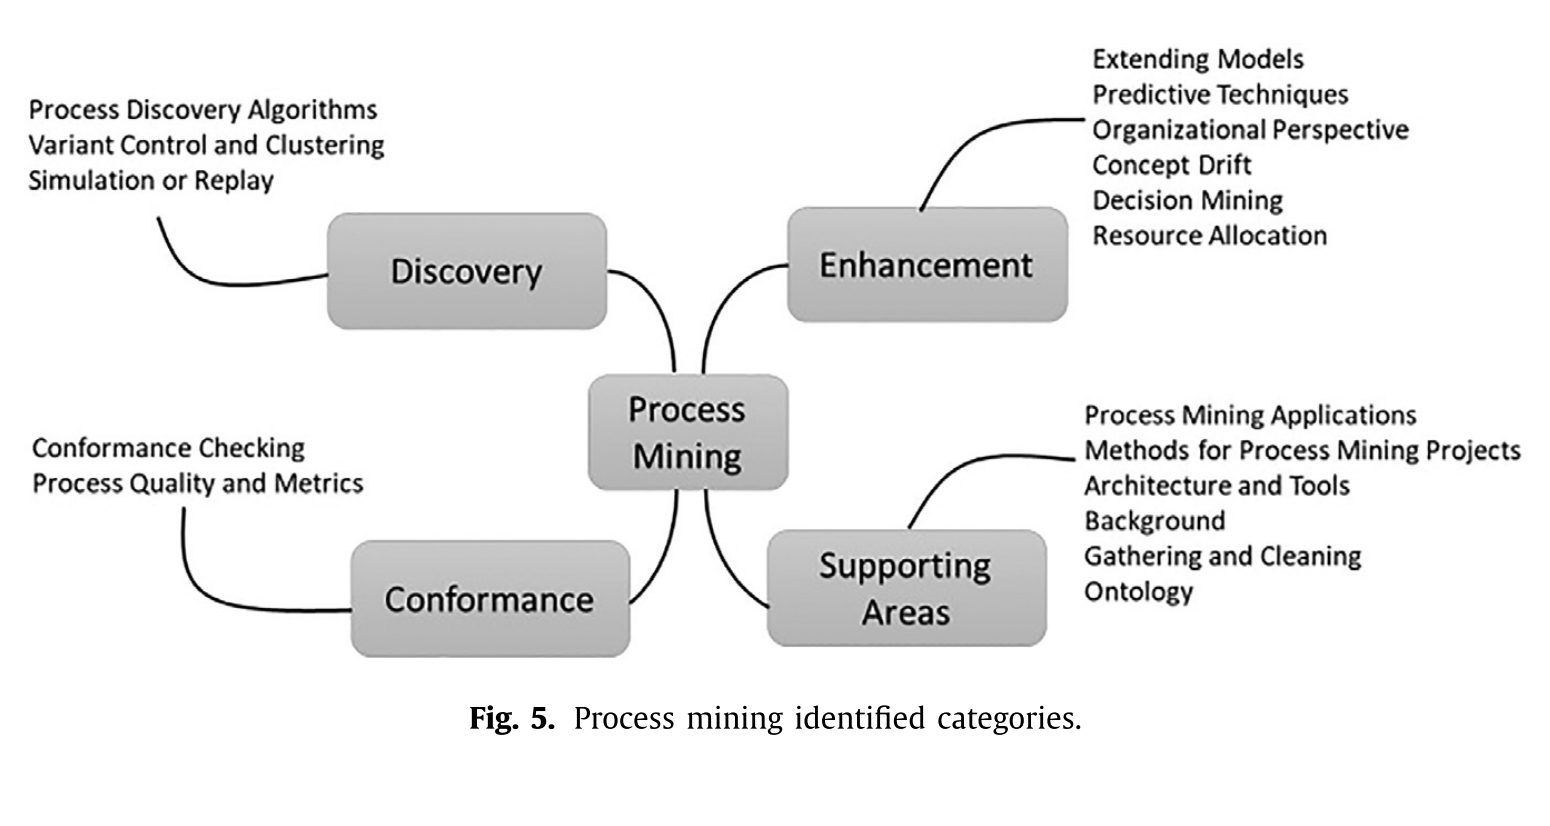 Process Discovery Algorithms
Variant Control and Clustering
Simulation or Replay
Discovery
Extending Models
Predictive Techniques
Organizational Perspective
Concept Drift
Decision Mining
Resource Allocation
Enhancement
Process
Mining
Conformance Checking
Process Quality and Metrics
Conformance
Process Mining Applications
Methods for Process Mining Projects
Architecture and Tools
Background
Gathering and Cleaning
Ontology
Supporting
Areas
Fig. 5. Process mining identified categories.